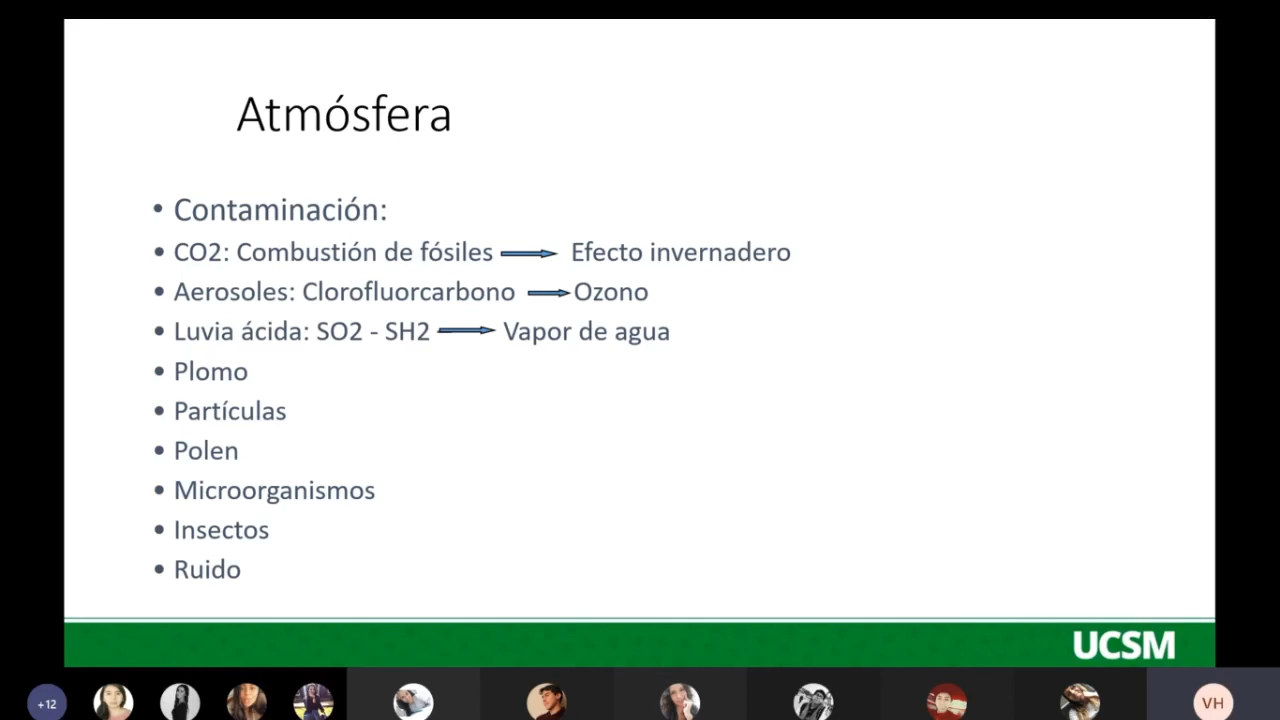 Atmósfera
• Contaminación:
• CO2: Combustión de fósiles Efecto invernadero
• Aerosoles: Clorofluorcarbono Ozono
• Luvia ácida: SO2 - SH2 Vapor de agua
• Plomo
• Partículas
• Polen
• Microorganismos
• Insectos
• Ruido
UCSM
+12
VH